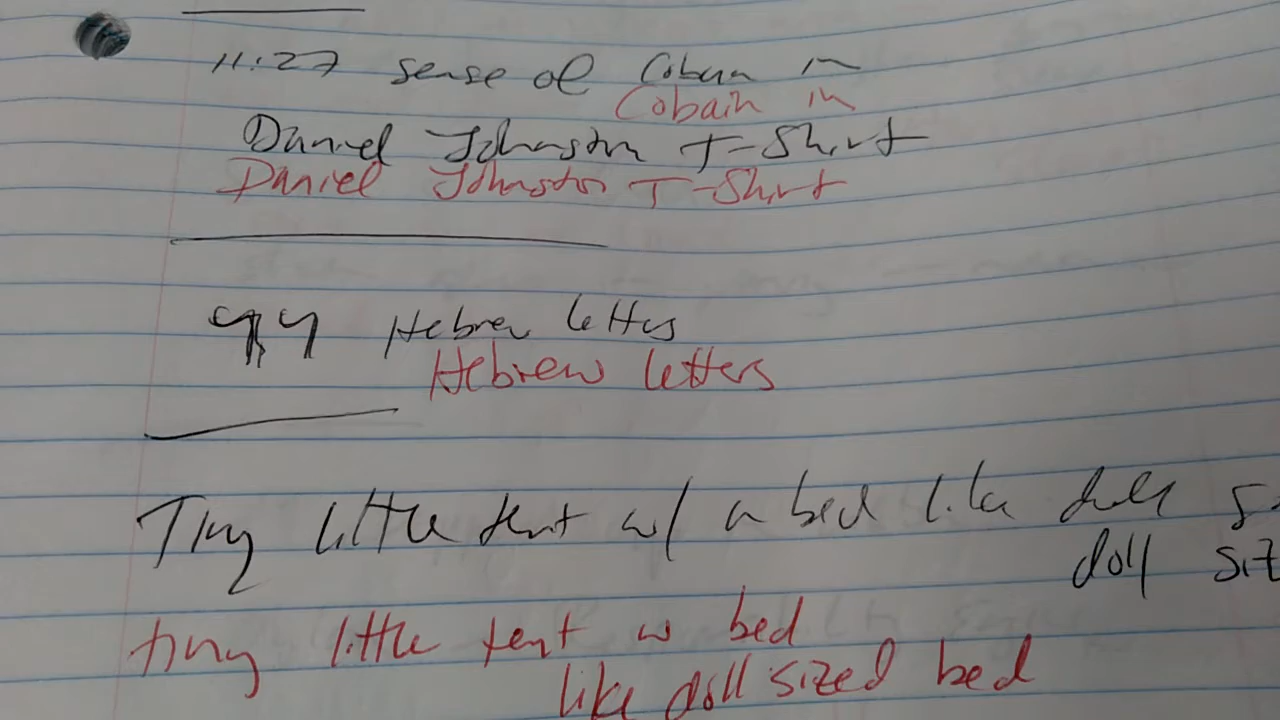 11:27 sense of Cobain in
Cobain in
Daniel Johnston T-Shirt
Daniel Johnston T-Shirt
Hebrew letters
Hebrew letters
Tiny little tent w/ a bed like doll s
doll siz
tiny little tent w bed
like doll sized bed